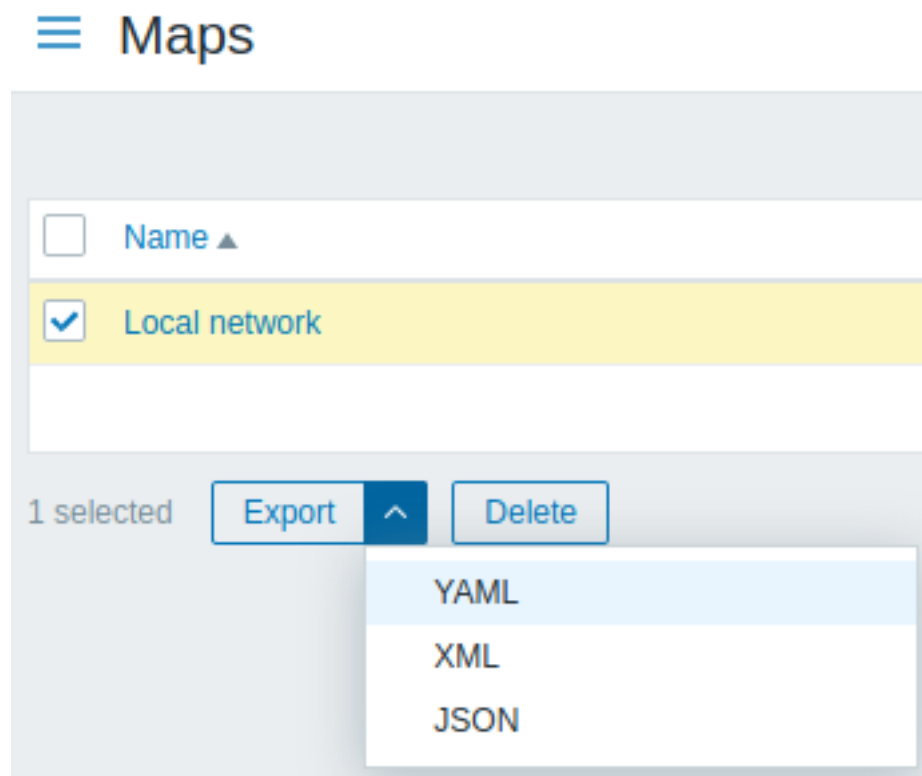 Maps
Name
Local network
1 selected Export Delete
YAML
XML
JSON